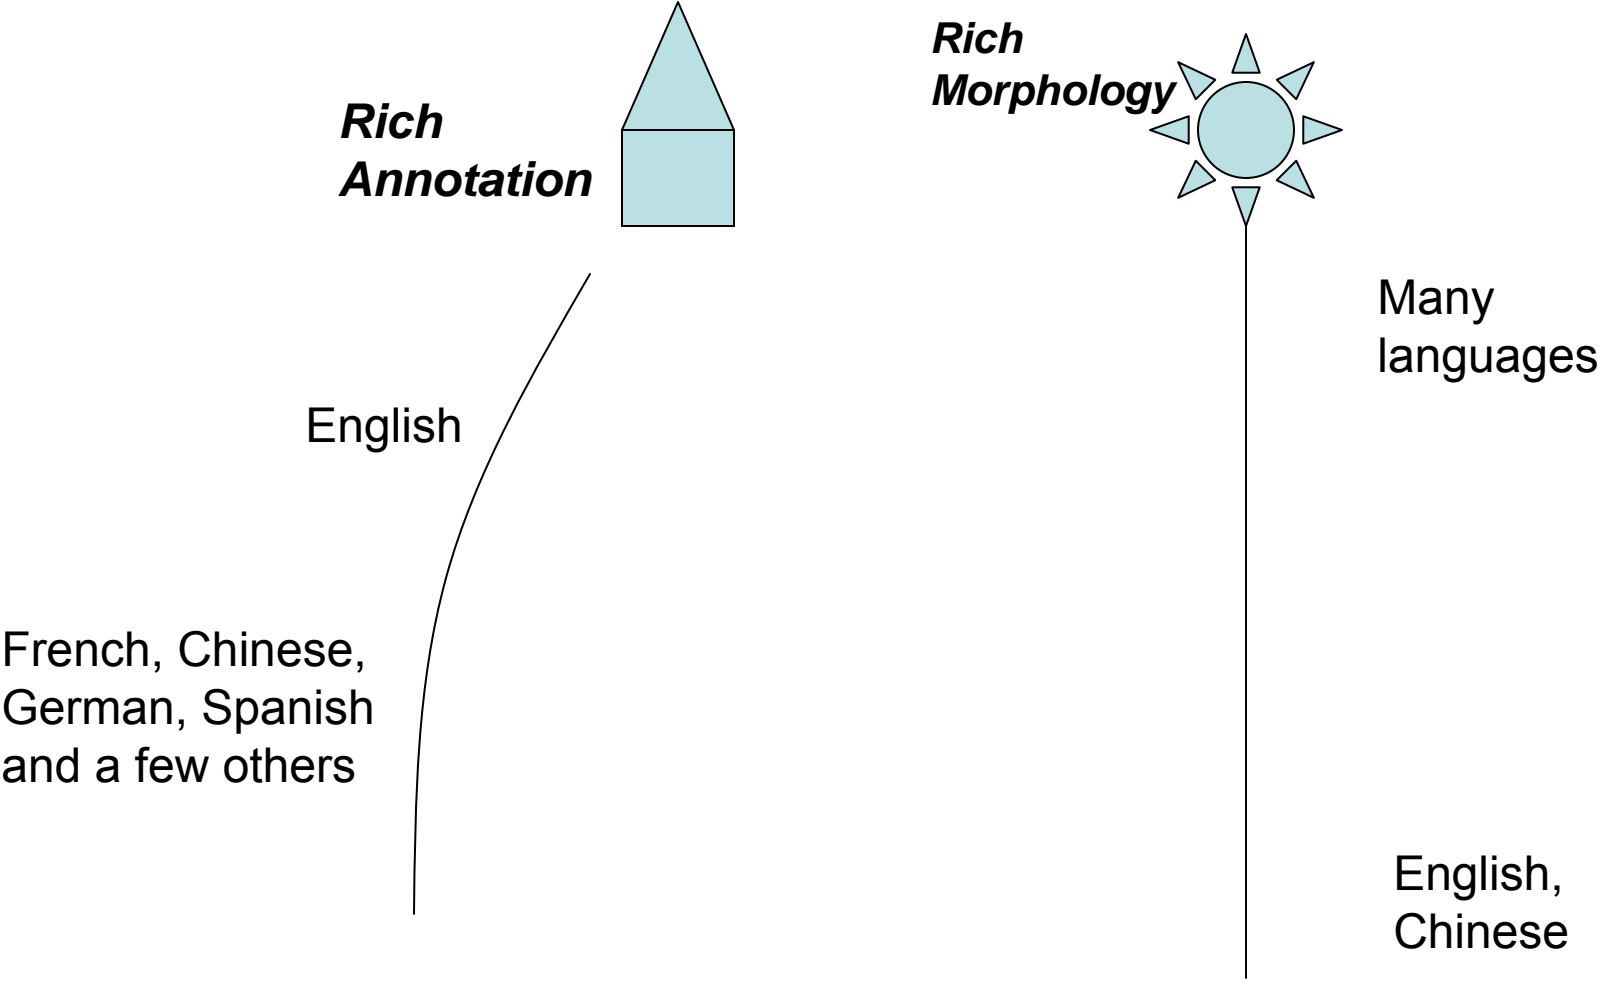 Rich
Annotation
English
French, Chinese,
German, Spanish
and a few others
Rich
Morphology
Many
languages
English,
Chinese